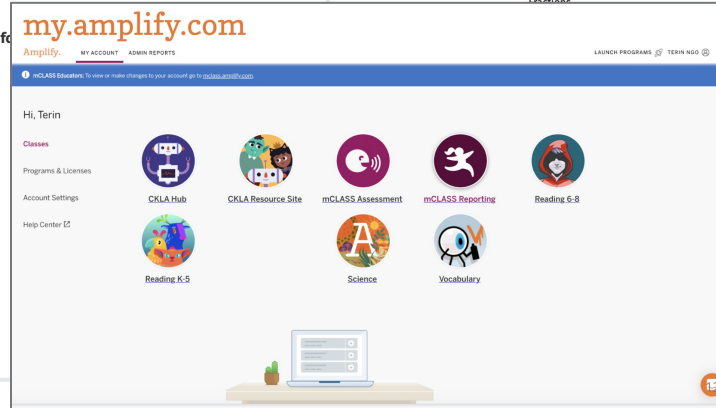 my.amplify.com
Amplify. MY ACCOUNT ADMIN REPORTS LAUNCH PROGRAMS TERIN NGO
mCLASS Educators: To view or make changes to your account go to mclass.amplify.com.
Hi, Terin
Classes
Programs & Licenses
Account Settings
Help Center
CKLA Hub CKLA Resource Site mCLASS Assessment mCLASS Reporting Reading 6-8
Reading K-5 Science Vocabulary